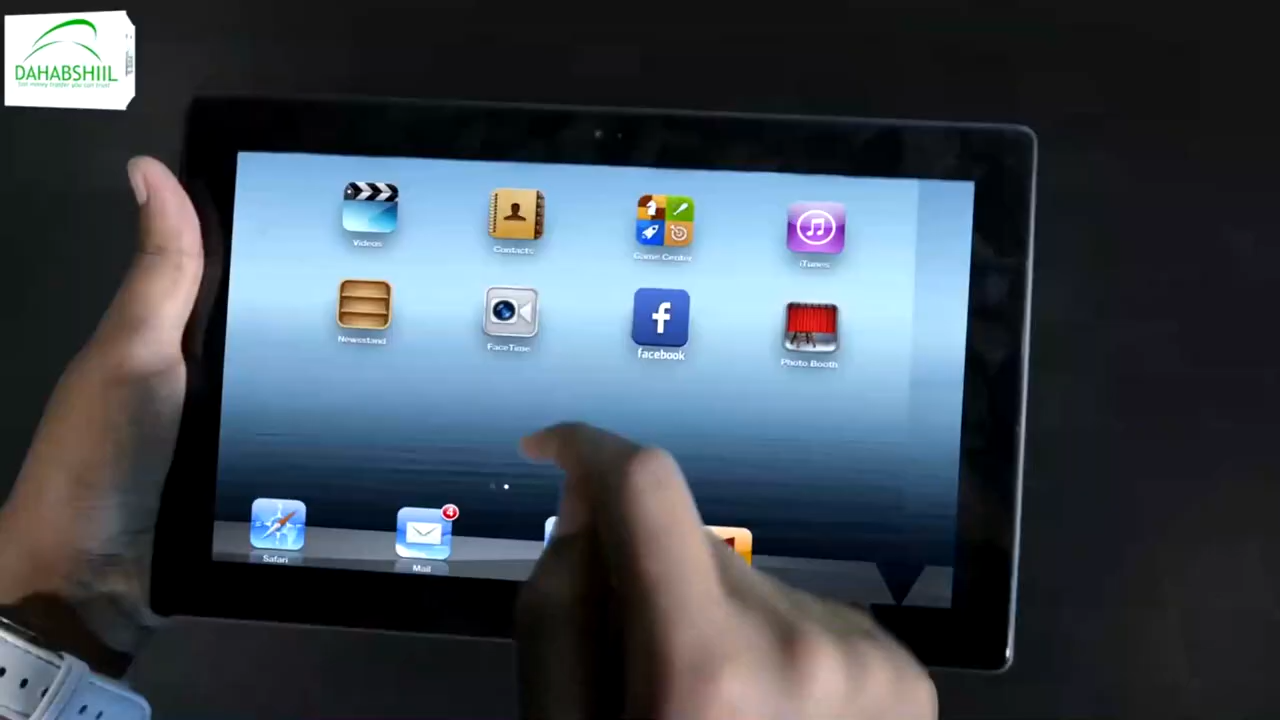 DAHABSHIIL
Videos
Contacts
Game Center
iTunes
Newsstand
FaceTime
facebook
Photo Booth
4
Safari
Mail